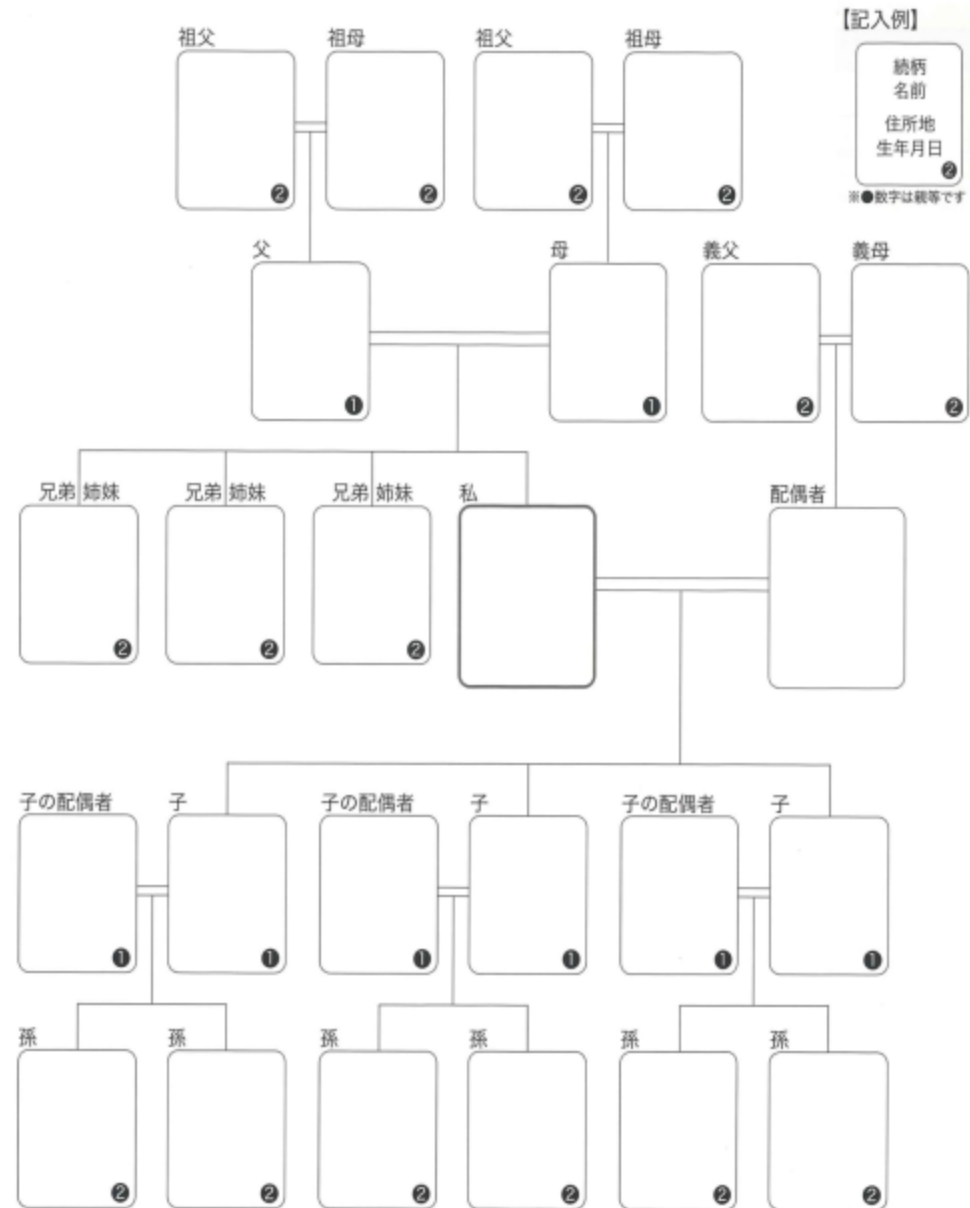 【記入例】
続柄
名前
住所地
生年月日
❷
※●数字は親等です
祖父 祖母 祖父 祖母
❷ ❷ ❷ ❷
父 母 義父 義母
❶ ❶ ❷ ❷
兄弟 姉妹 兄弟 姉妹 兄弟 姉妹 私 配偶者
❷ ❷ ❷
子の配偶者 子 子の配偶者 子 子の配偶者 子
❶ ❶ ❶ ❶ ❶ ❶
孫 孫 孫 孫 孫 孫
❷ ❷ ❷ ❷ ❷ ❷